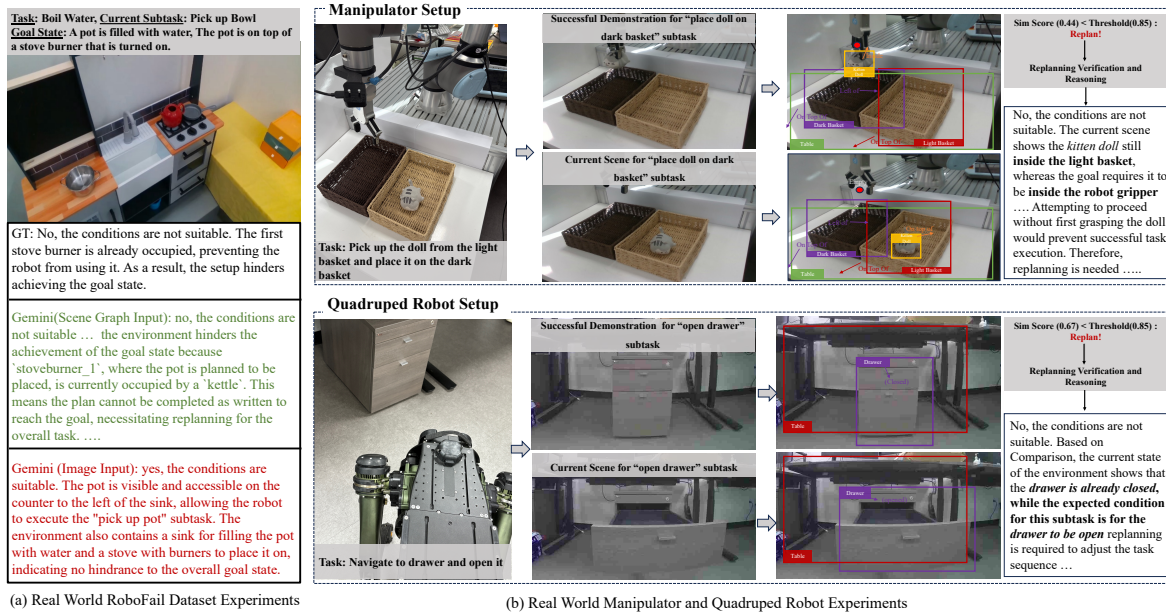 Task: Boil Water, Current Subtask: Pick up Bowl
Goal State: A pot is filled with water, The pot is on top of
a stove burner that is turned on.
GT: No, the conditions are not suitable. The first
stove burner is already occupied, preventing the
robot from using it. As a result, the setup hinders
achieving the goal state.
Gemini(Scene Graph Input): no, the conditions are
not suitable … the environment hinders the
achievement of the goal state because
`stoveburner_1`, where the pot is planned to be
placed, is currently occupied by a `kettle`. This
means the plan cannot be completed as written to
reach the goal, necessitating replanning for the
overall task. ….
Gemini (Image Input): yes, the conditions are
suitable. The pot is visible and accessible on the
counter to the left of the sink, allowing the robot
to execute the "pick up pot" subtask. The
environment also contains a sink for filling the pot
with water and a stove with burners to place it on,
indicating no hindrance to the overall goal state.
(a) Real World RoboFail Dataset Experiments
Manipulator Setup
Task: Pick up the doll from the light
basket and place it on the dark
basket
Successful Demonstration for “place doll on
dark basket” subtask
Current Scene for “place doll on dark
basket” subtask
Dark Basket
On Top Of
Light Basket
Table
Dark Basket
On Top Of
Light Basket
Table
Sim Score (0.44) < Threshold(0.85) :
Replan!
Replanning Verification and
Reasoning
No, the conditions are not
suitable. The current scene
shows the kitten doll still
inside the light basket,
whereas the goal requires it to
be inside the robot gripper
…. Attempting to proceed
without first grasping the doll
would prevent successful task
execution. Therefore,
replanning is needed …..
Quadruped Robot Setup
Task: Navigate to drawer and open it
Successful Demonstration for “open drawer”
subtask
Current Scene for “open drawer” subtask
Drawer
(Closed)
Table
Drawer
Table
Sim Score (0.67) < Threshold(0.85) :
Replan!
Replanning Verification and
Reasoning
No, the conditions are not
suitable. Based on
Comparison, the current state
of the environment shows that
the drawer is already closed,
while the expected condition
for this subtask is for the
drawer to be open replanning
is required to adjust the task
sequence …
(b) Real World Manipulator and Quadruped Robot Experiments